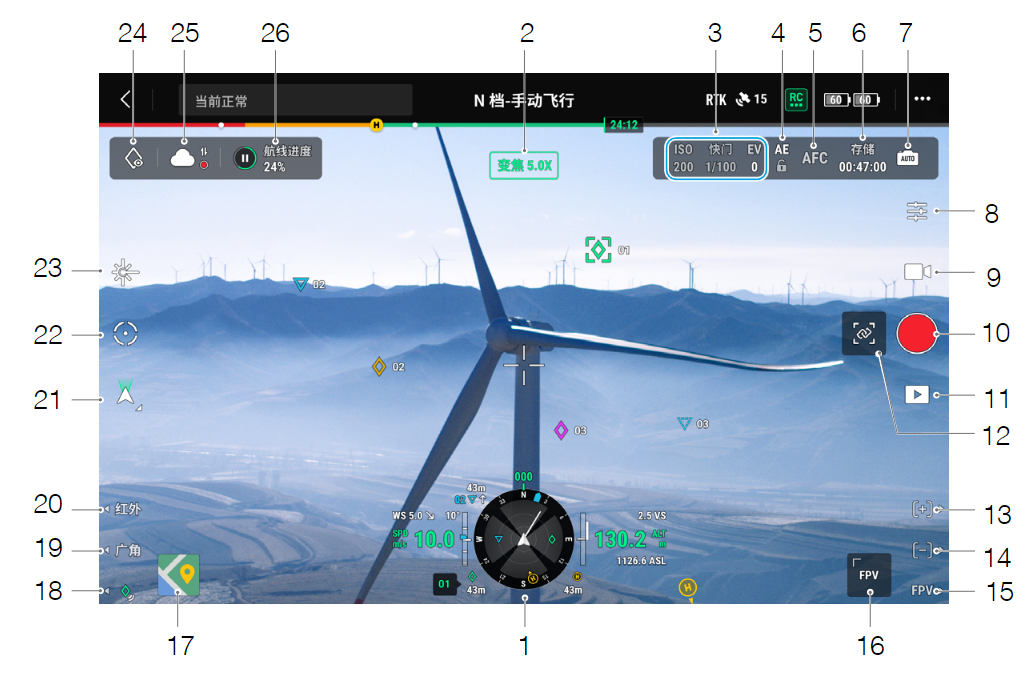 24 25 26 2 3 4 5 6 7
当前正常 N 档-手动飞行 RTK 15 RC 60 60 •••
H 24:12
航线进度
24%
变焦 5.0X
ISO 快门 EV AE AFC 存储 AUTO
200 1/100 0 00:47:00
8
01
23 02 9
22 10
02
21 11
03 03
12
000
43m N
02
20 红外 WS 5.0 10° 2.5 VS 13
SPD 10.0 W E 130.2 ALT
mps m
1126.6 ASL
19 广角 14
S H
01 43m 43m
FPV
H
18 FPV 15
17 1 16